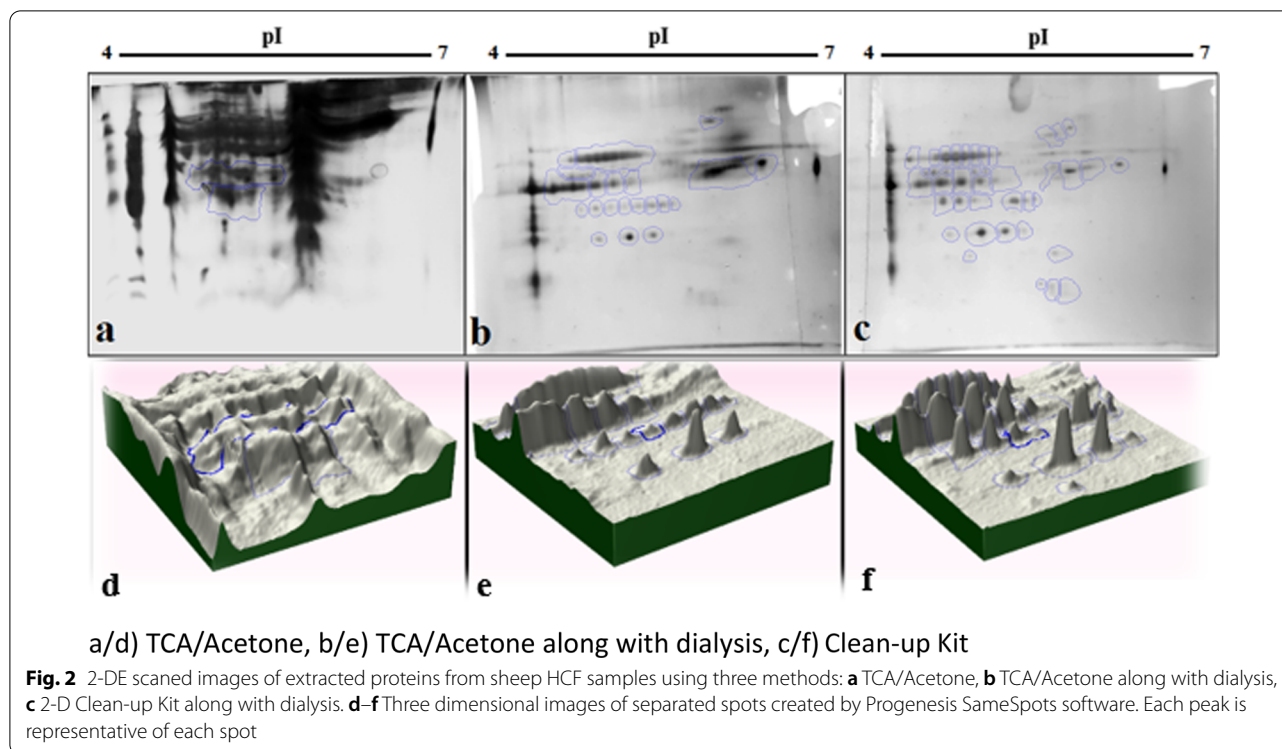 pI
4 7
pI
4 7
pI
4 7
a
b
c
d
e
f
a/d) TCA/Acetone, b/e) TCA/Acetone along with dialysis, c/f) Clean-up Kit
Fig. 2 2-DE scaned images of extracted proteins from sheep HCF samples using three methods: a TCA/Acetone, b TCA/Acetone along with dialysis,
c 2-D Clean-up Kit along with dialysis. d–f Three dimensional images of separated spots created by Progenesis SameSpots software. Each peak is
representative of each spot